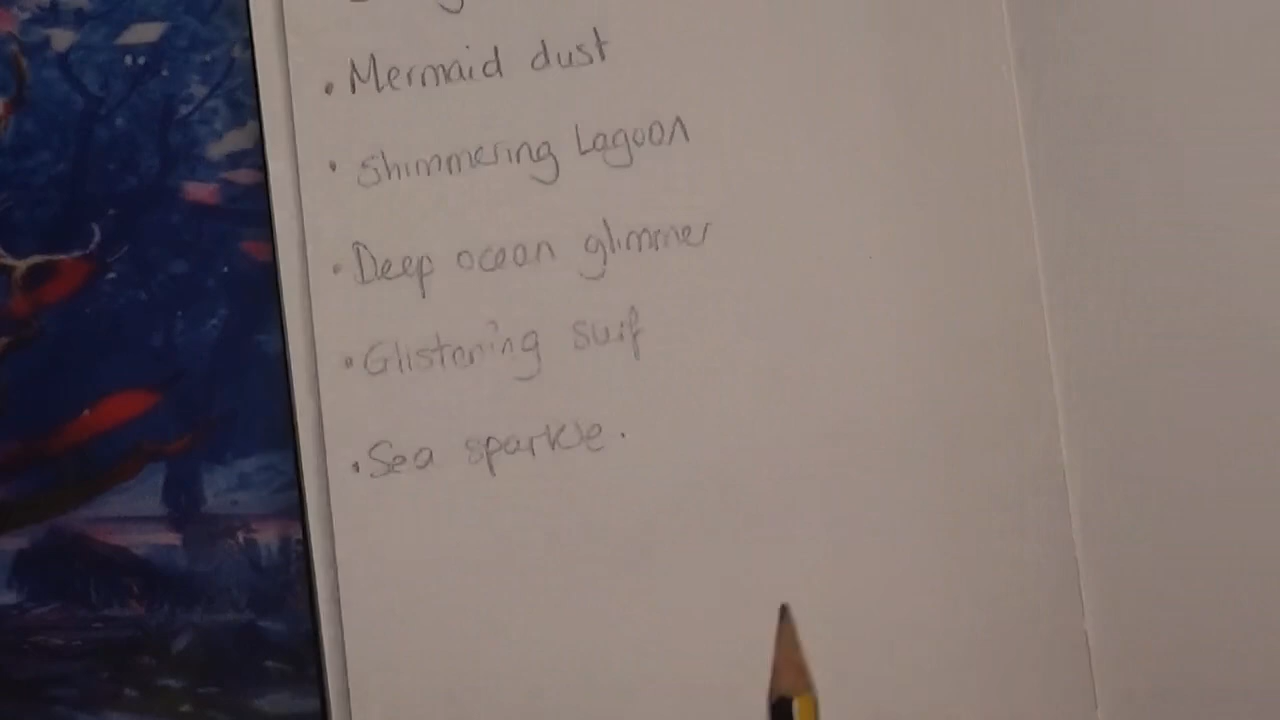 • Mermaid dust
• Shimmering Lagoon
• Deep ocean glimmer
• Glistening surf
• Sea sparkle.